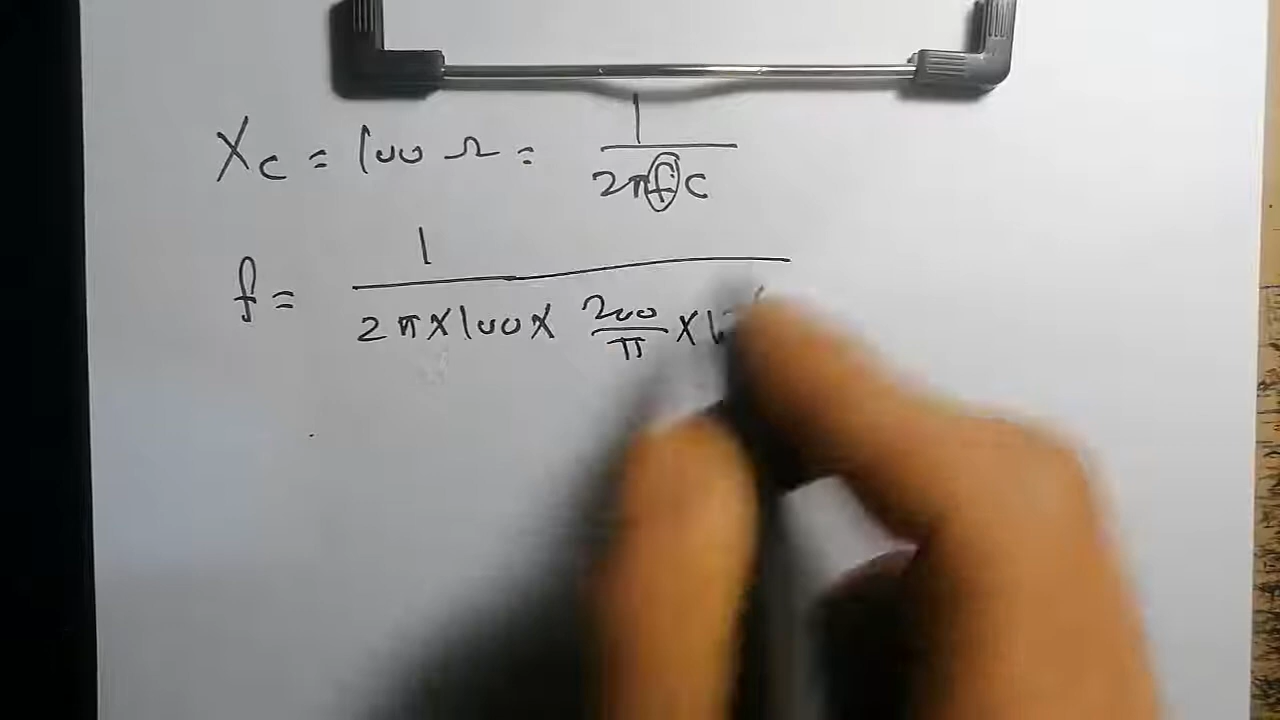 Xc = 100 Ω = 1/(2πfC)
f = 1/(2π×100× 200/π ×